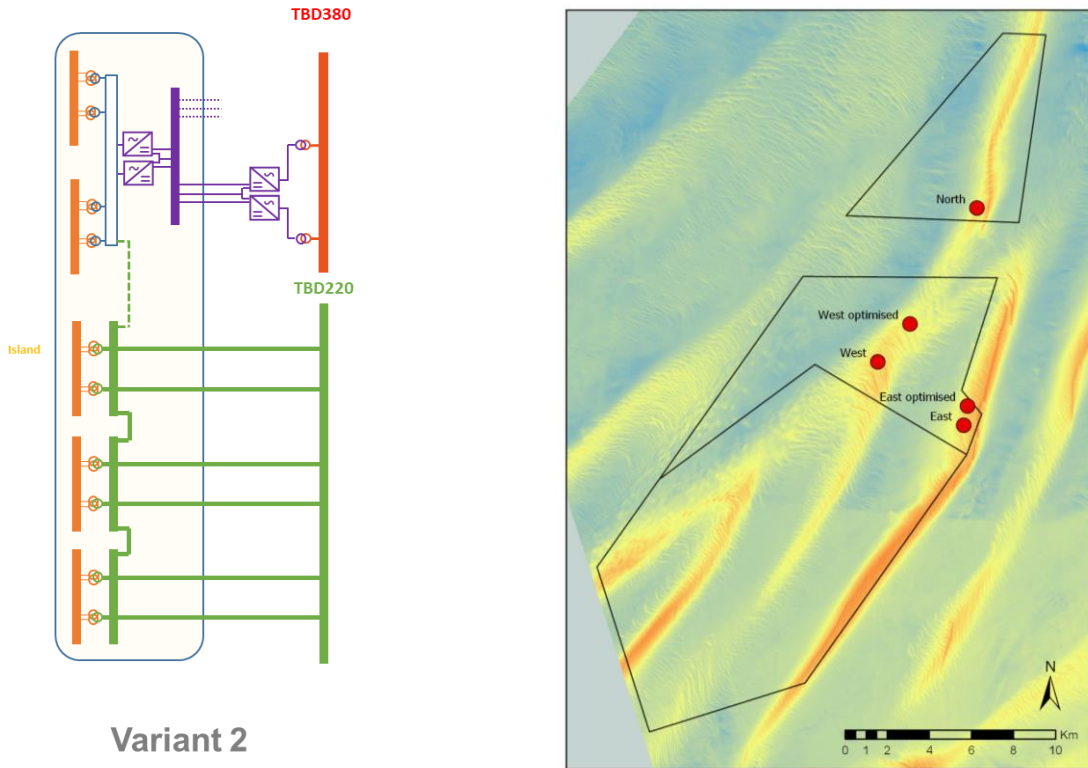 TBD380
TBD220
Island
Variant 2
North
West optimised
West
East optimised
East
N
Km
0 1 2 4 6 8 10